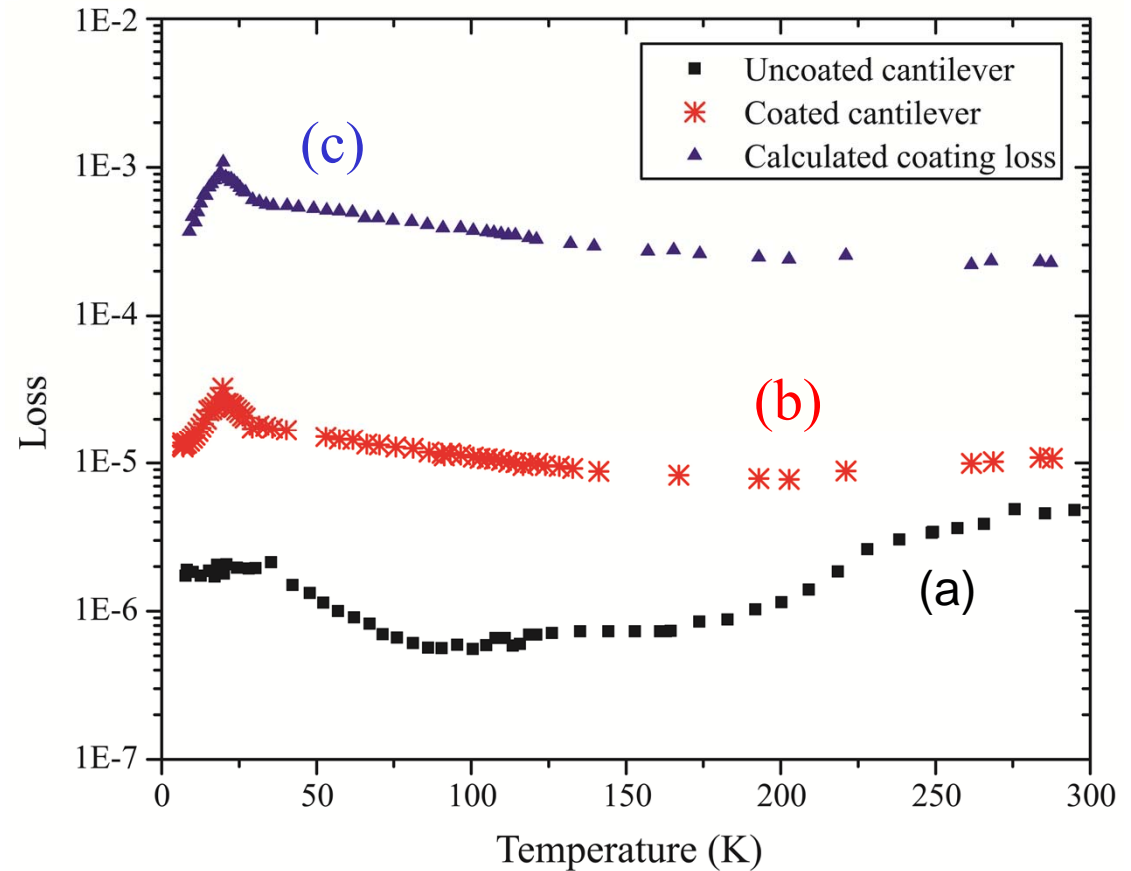 1E-2
Uncoated cantilever
Coated cantilever
(c)
Calculated coating loss
1E-3
1E-4
Loss
(b)
1E-5
(a)
1E-6
1E-7
0 50 100 150 200 250 300
Temperature (K)